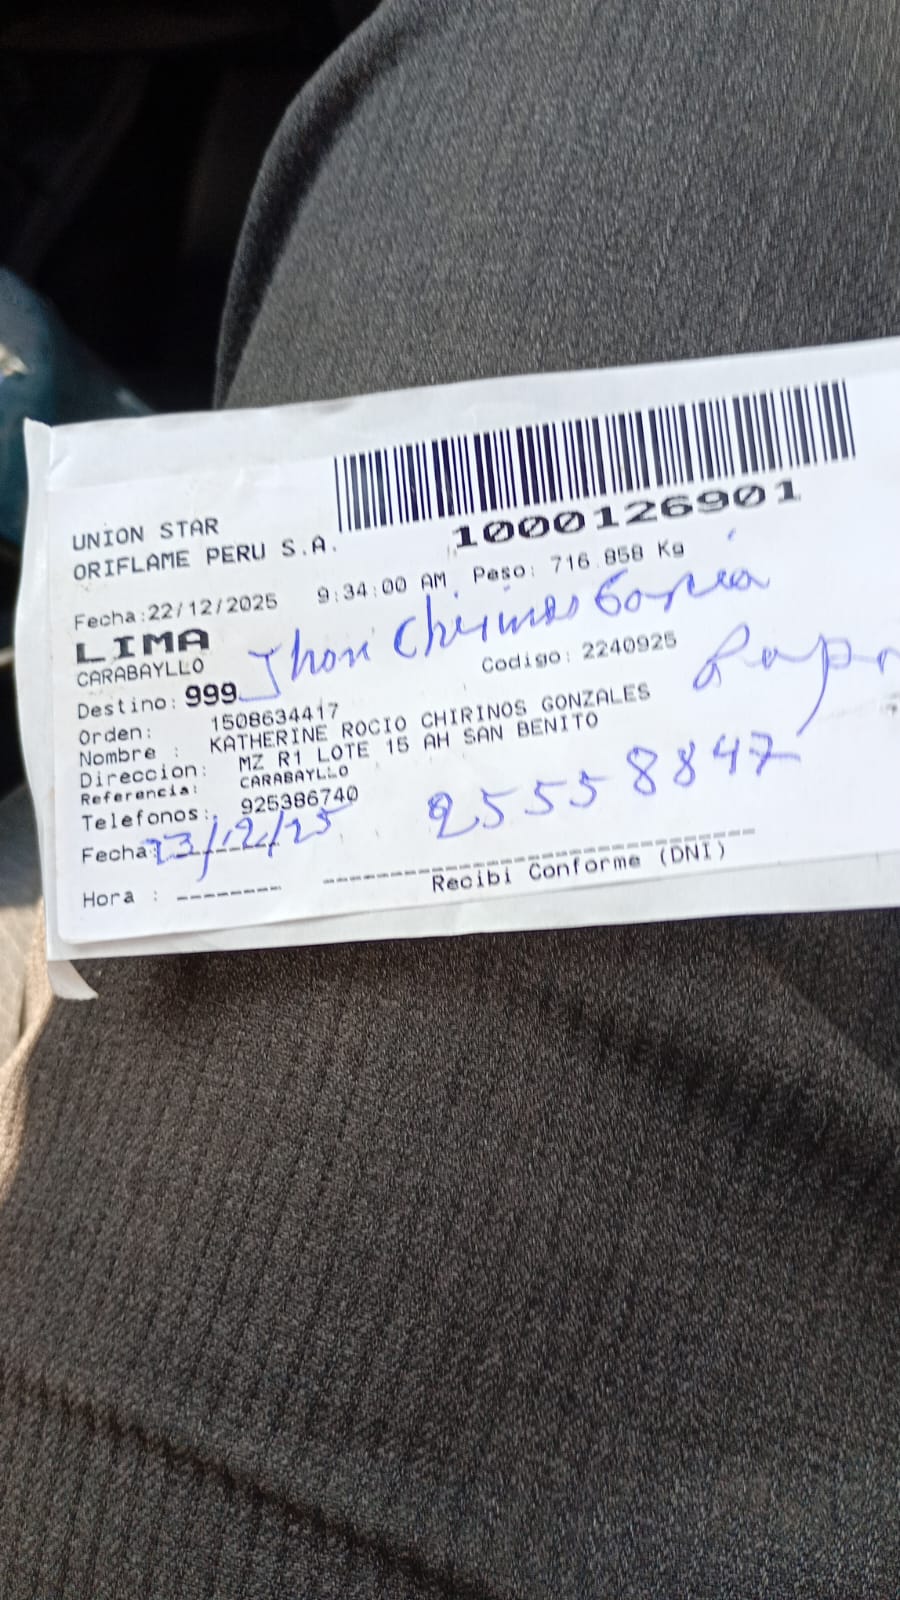 1000126901
UNION STAR
ORIFLAME PERU S.A.
Fecha:22/12/2025 9:34:00 AM Peso: 716.858 Kg
LIMA
Jhon Chirinos
CARABAYLLO
Destino: 999 Codigo: 2240925
Orden: 1508634417
Nombre : KATHERINE ROCIO CHIRINOS GONZALES
Direccion: MZ R1 LOTE 15 AH SAN BENITO
Referencia: CARABAYLLO
Telefonos: 925386740
25558847
Fecha: 23/12/25
Hora : --------
Recibi Conforme (DNI)